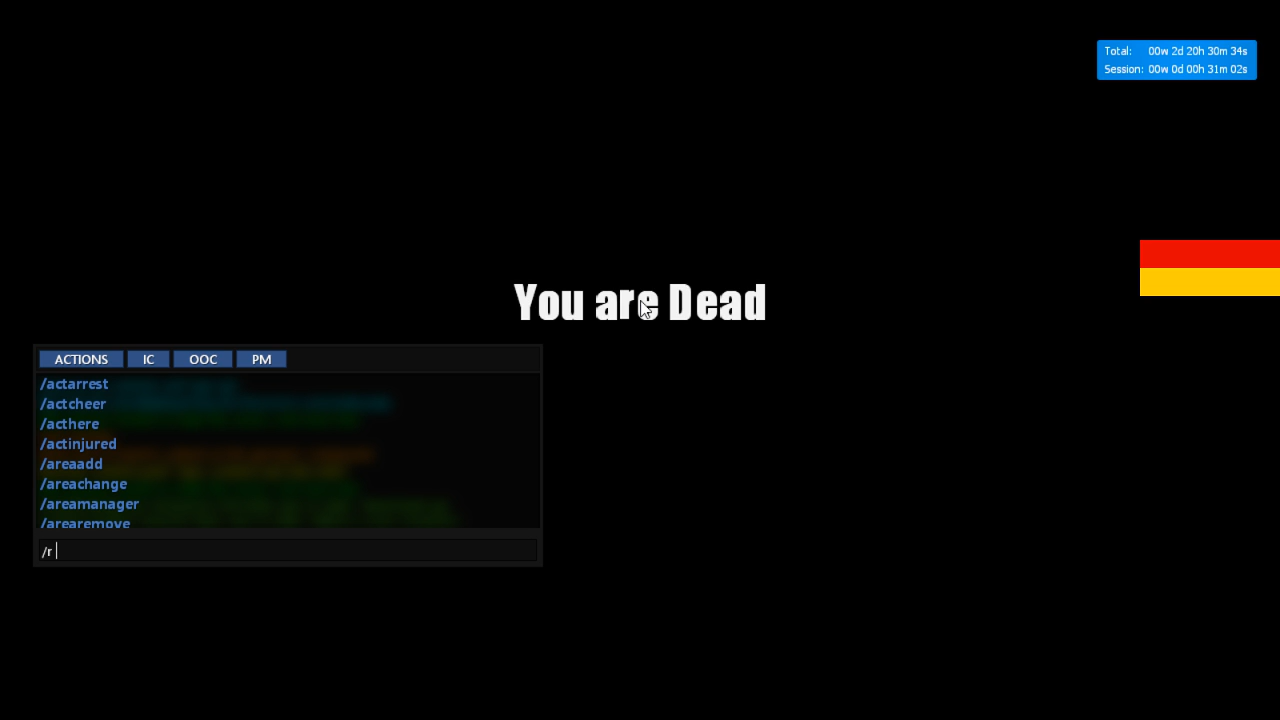 Total: 00w 2d 20h 30m 34s
Session: 00w 0d 00h 31m 02s
You are Dead
ACTIONS IC OOC PM
/actarrest
/actcheer
/acthere
/actinjured
/areaadd
/areachange
/areamanager
/arearemove
/r